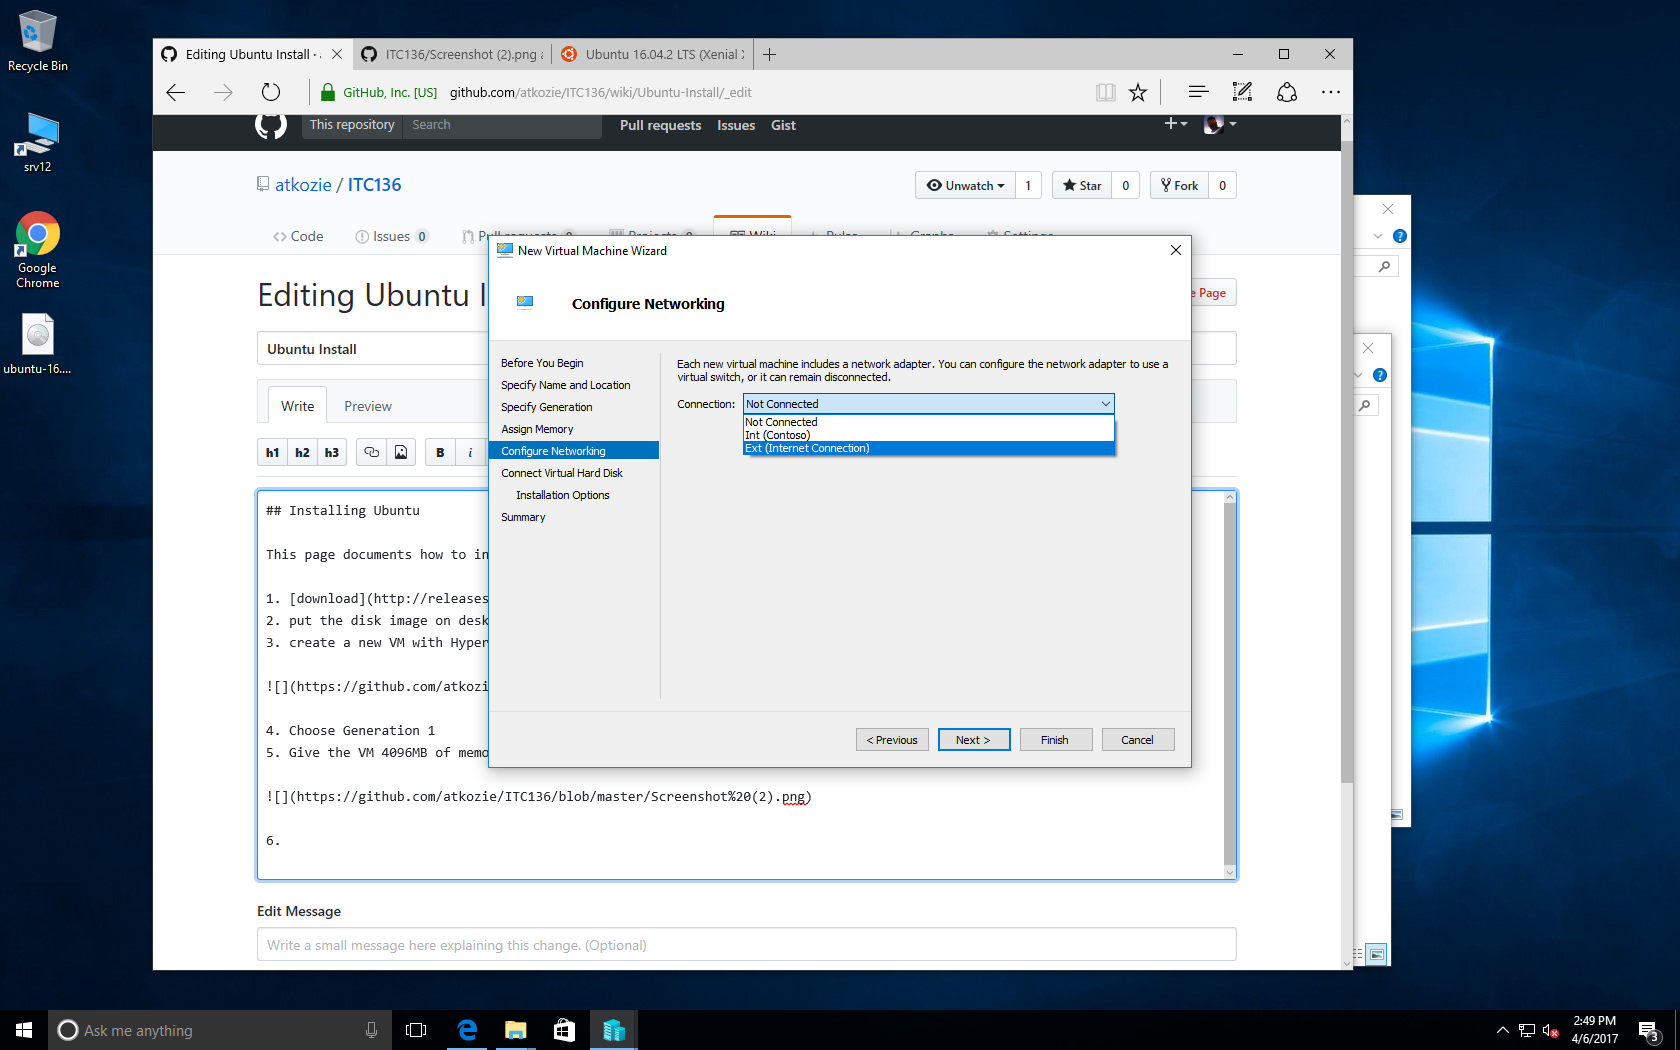 Recycle Bin
srv12
Google
Chrome
ubuntu-16....
Editing Ubuntu Install ·
ITC136/Screenshot (2).png
Ubuntu 16.04.2 LTS (Xenial
GitHub, Inc. [US]
github.com/atkozie/ITC136/wiki/Ubuntu-Install/_edit
This repository
Search
Pull requests
Issues
Gist
atkozie / ITC136
Unwatch
1
Star
0
Fork
0
Code
Issues 0
Pull requests
Projects
Wiki
Pulse
Graphs
Settings
Editing Ubuntu I
e Page
Ubuntu Install
Write
Preview
h1
h2
h3
B
i
## Installing Ubuntu
This page documents how to in
1. [download](http://releases
2. put the disk image on desk
3. create a new VM with Hyper
![](https://github.com/atkozi
4. Choose Generation 1
5. Give the VM 4096MB of memo
![](https://github.com/atkozie/ITC136/blob/master/Screenshot%20(2).png)
6.
Edit Message
Write a small message here explaining this change. (Optional)
New Virtual Machine Wizard
Configure Networking
Before You Begin
Specify Name and Location
Specify Generation
Assign Memory
Configure Networking
Connect Virtual Hard Disk
Installation Options
Summary
Each new virtual machine includes a network adapter. You can configure the network adapter to use a
virtual switch, or it can remain disconnected.
Connection:
Not Connected
Not Connected
Int (Contoso)
Ext (Internet Connection)
< Previous
Next >
Finish
Cancel
Ask me anything
2:49 PM
4/6/2017
3